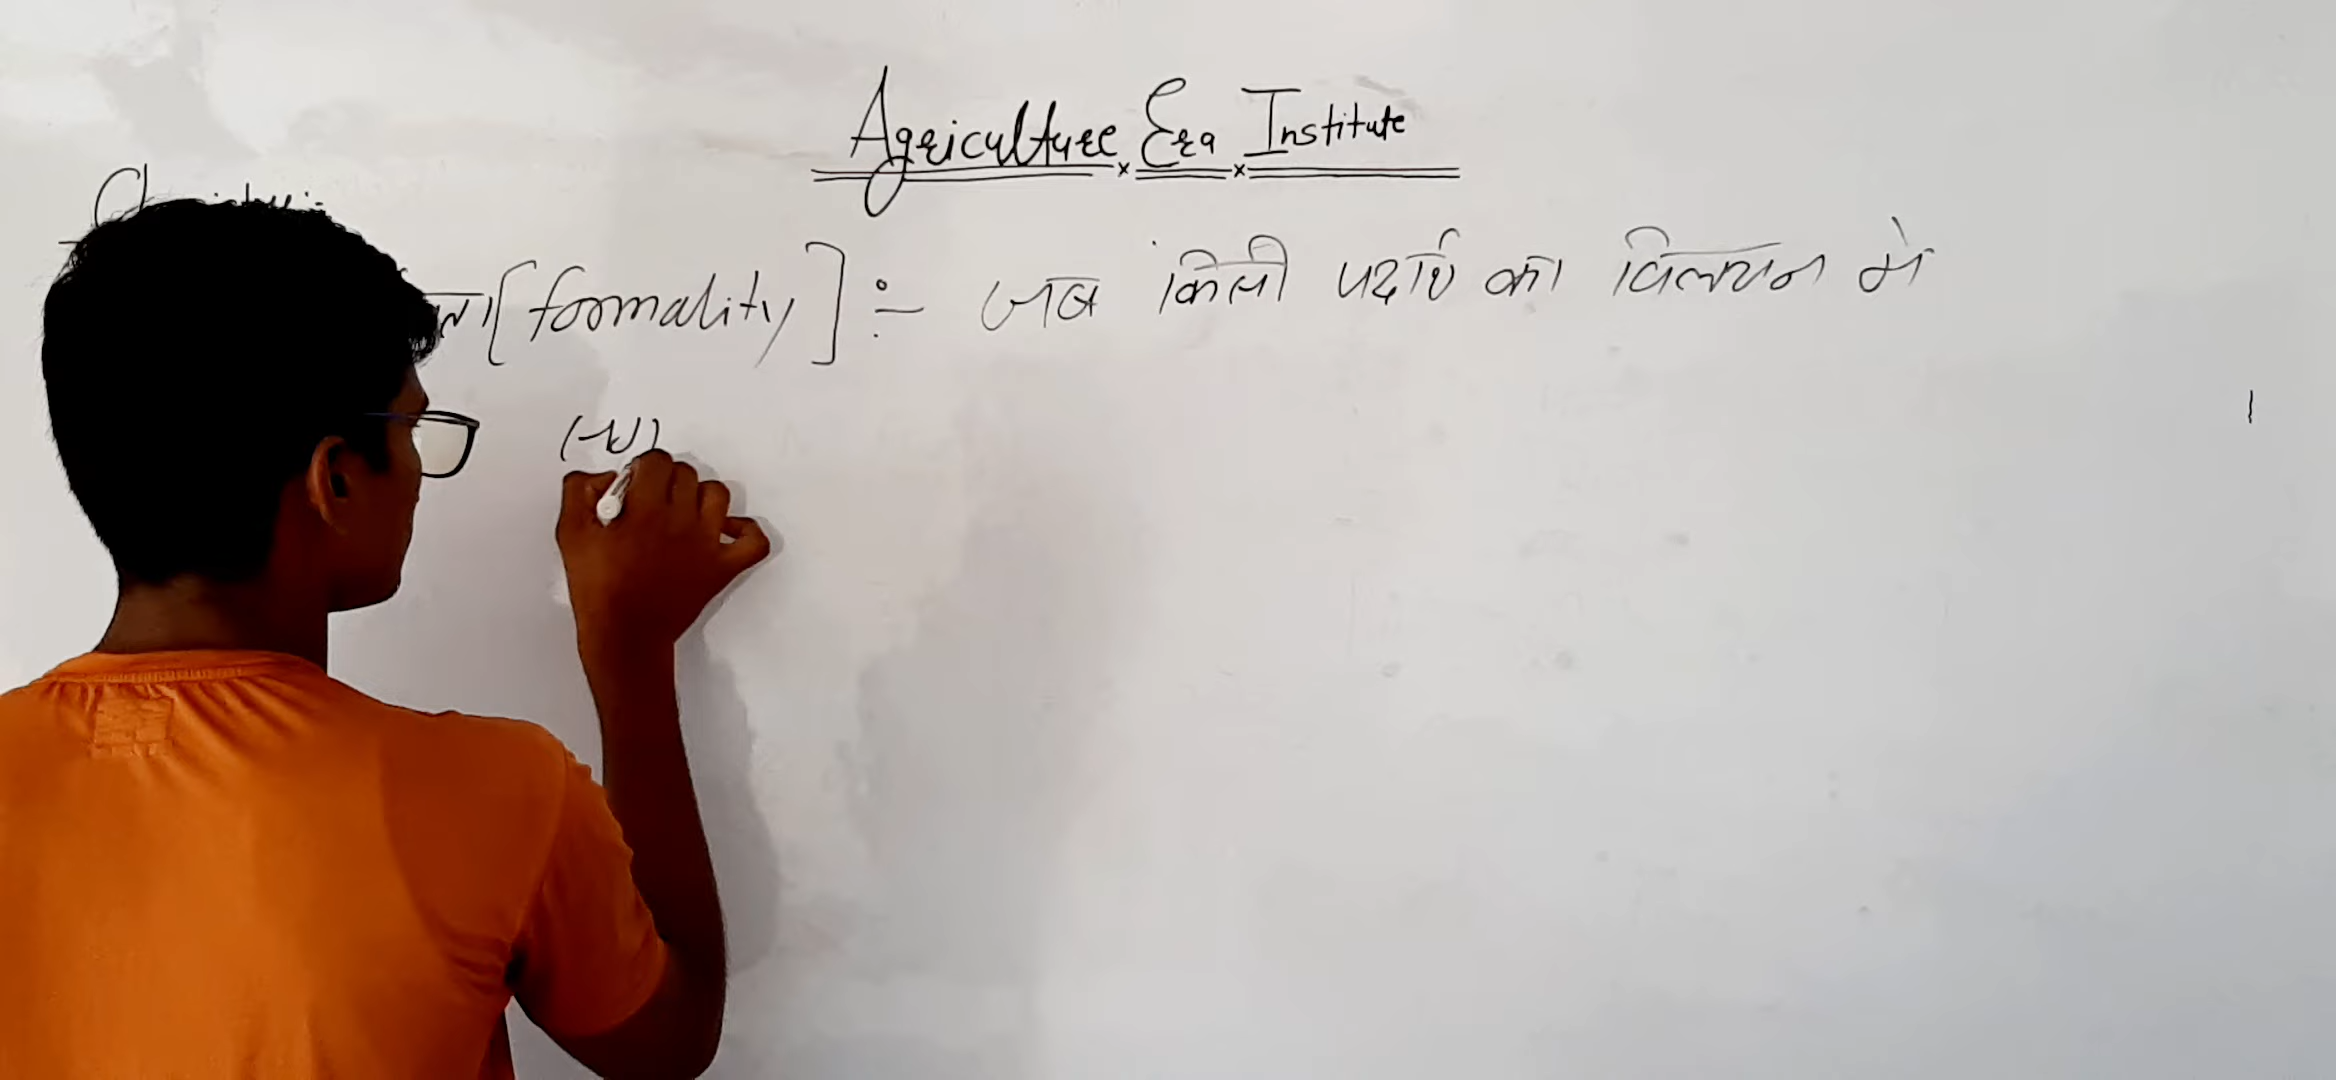 Agriculture Era Institute
[formality] :- जब किसी पदार्थ का विलयन में